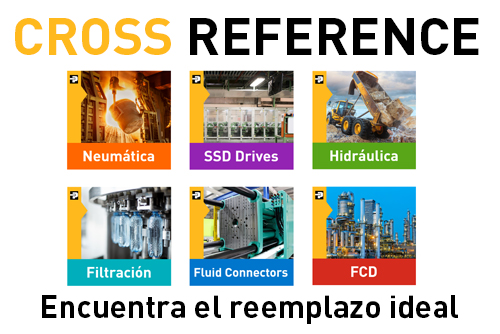 CROSS REFERENCE
Neumática
SSD Drives
Hidráulica
Filtración
Fluid Connectors
FCD
Encuentra el reemplazo ideal